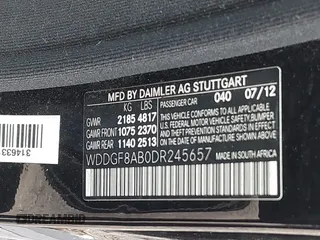 MFD BY DAIMLER AG STUTTGART
KG LBS PASSENGER CAR 040 07/12
GVWR 2185 4817
GAWR FRONT 1075 2370
GAWR REAR 1140 2513
THIS VEHICLE CONFORMS TO ALL
APPLICABLE U.S. FEDERAL MOTOR
VEHICLE SAFETY, BUMPER
AND THEFT PREVENTION
STANDARDS IN EFFECT ON THE DATE
OF MANUFACTURE SHOWN ABOVE
WDDGF8AB0DR245657
MADE IN SOUTH AFRICA
314633